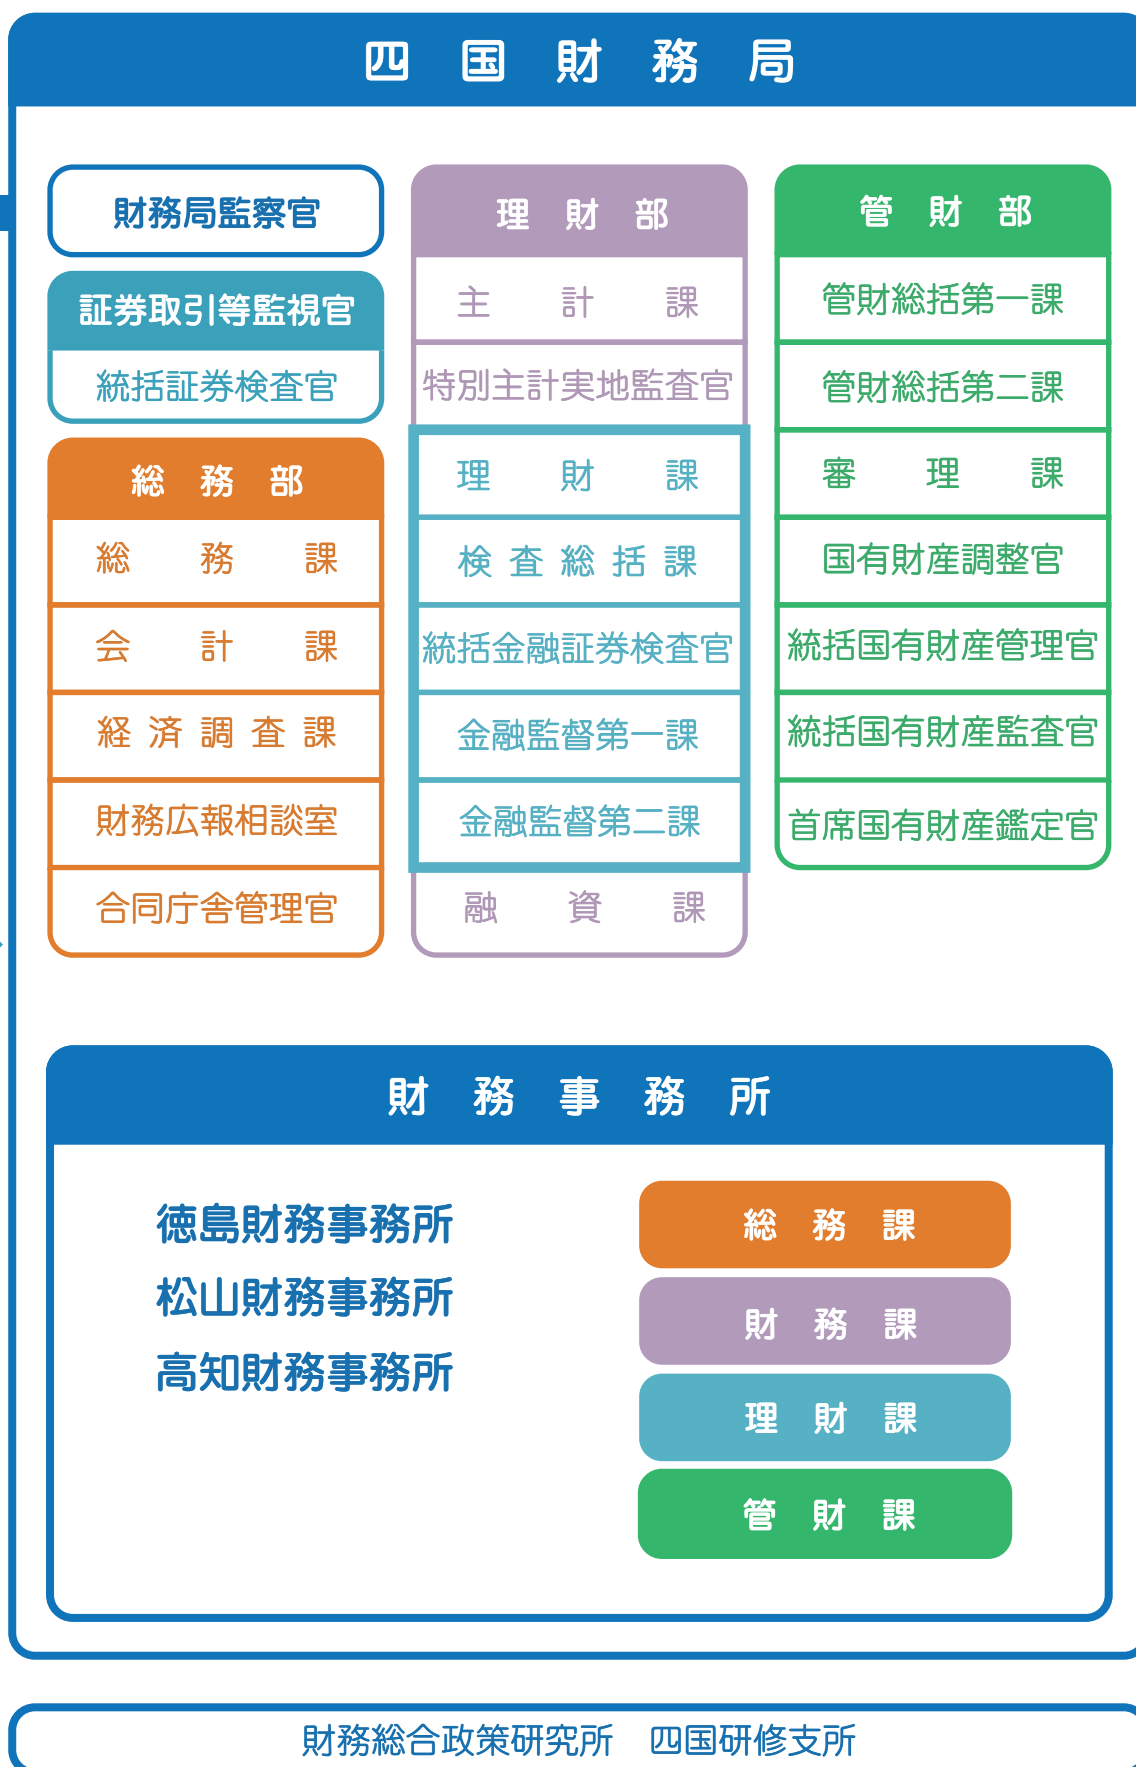 四国財務局
財務局監察官
証券取引等監視官
統括証券検査官
総務部
総務課
会計課
経済調査課
財務広報相談室
合同庁舎管理官
理財部
主計課
特別主計実地監査官
理財課
検査総括課
統括金融証券検査官
金融監督第一課
金融監督第二課
融資課
管財部
管財総括第一課
管財総括第二課
審理課
国有財産調整官
統括国有財産管理官
統括国有財産監査官
首席国有財産鑑定官
財務事務所
徳島財務事務所
松山財務事務所
高知財務事務所
総務課
財務課
理財課
管財課
財務総合政策研究所　四国研修支所